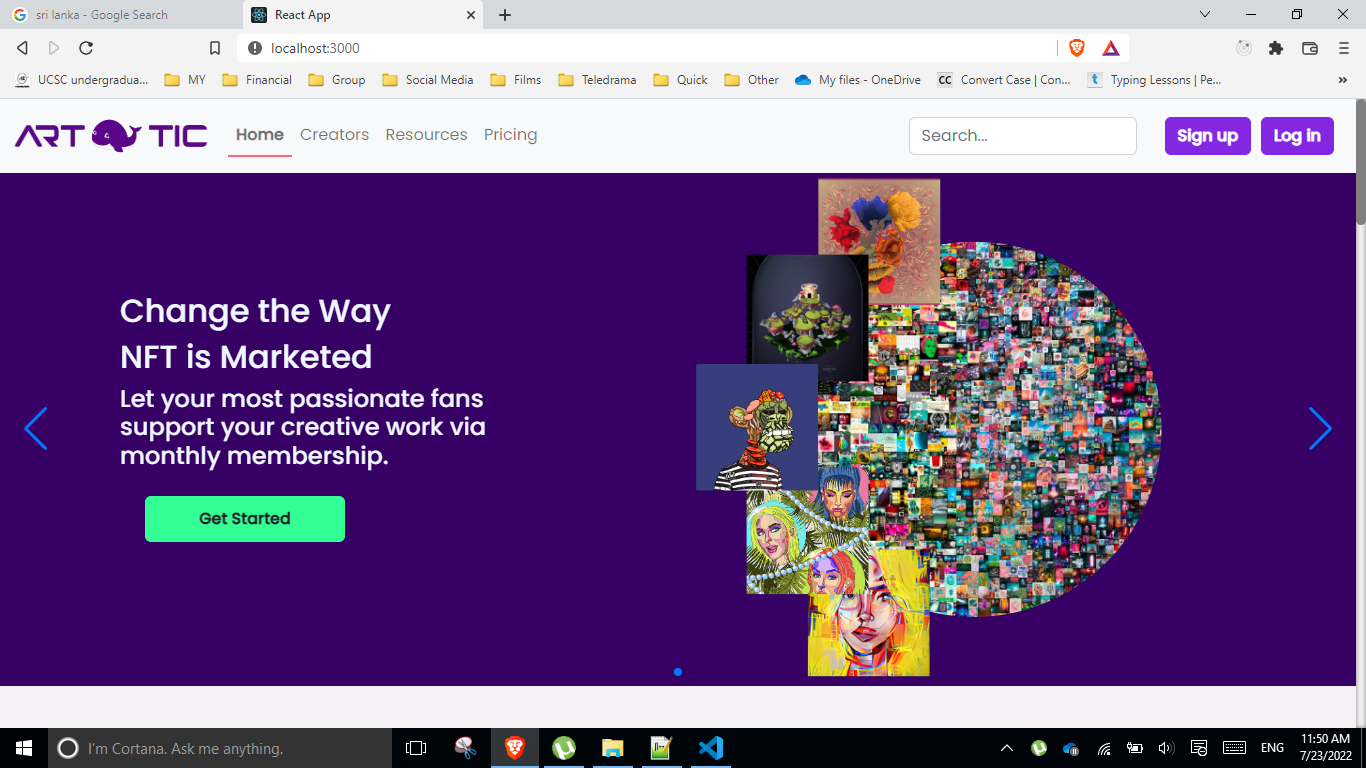 sri lanka - Google Search
React App
localhost:3000
UCSC undergradua...
MY
Financial
Group
Social Media
Films
Teledrama
Quick
Other
My files - OneDrive
CC
Convert Case | Con...
t
Typing Lessons | Pe...
»
ART TIC
Home
Creators
Resources
Pricing
Search...
Sign up
Log in
Change the Way
NFT is Marketed
Let your most passionate fans
support your creative work via
monthly membership.
Get Started
I'm Cortana. Ask me anything.
ENG
11:50 AM
7/23/2022